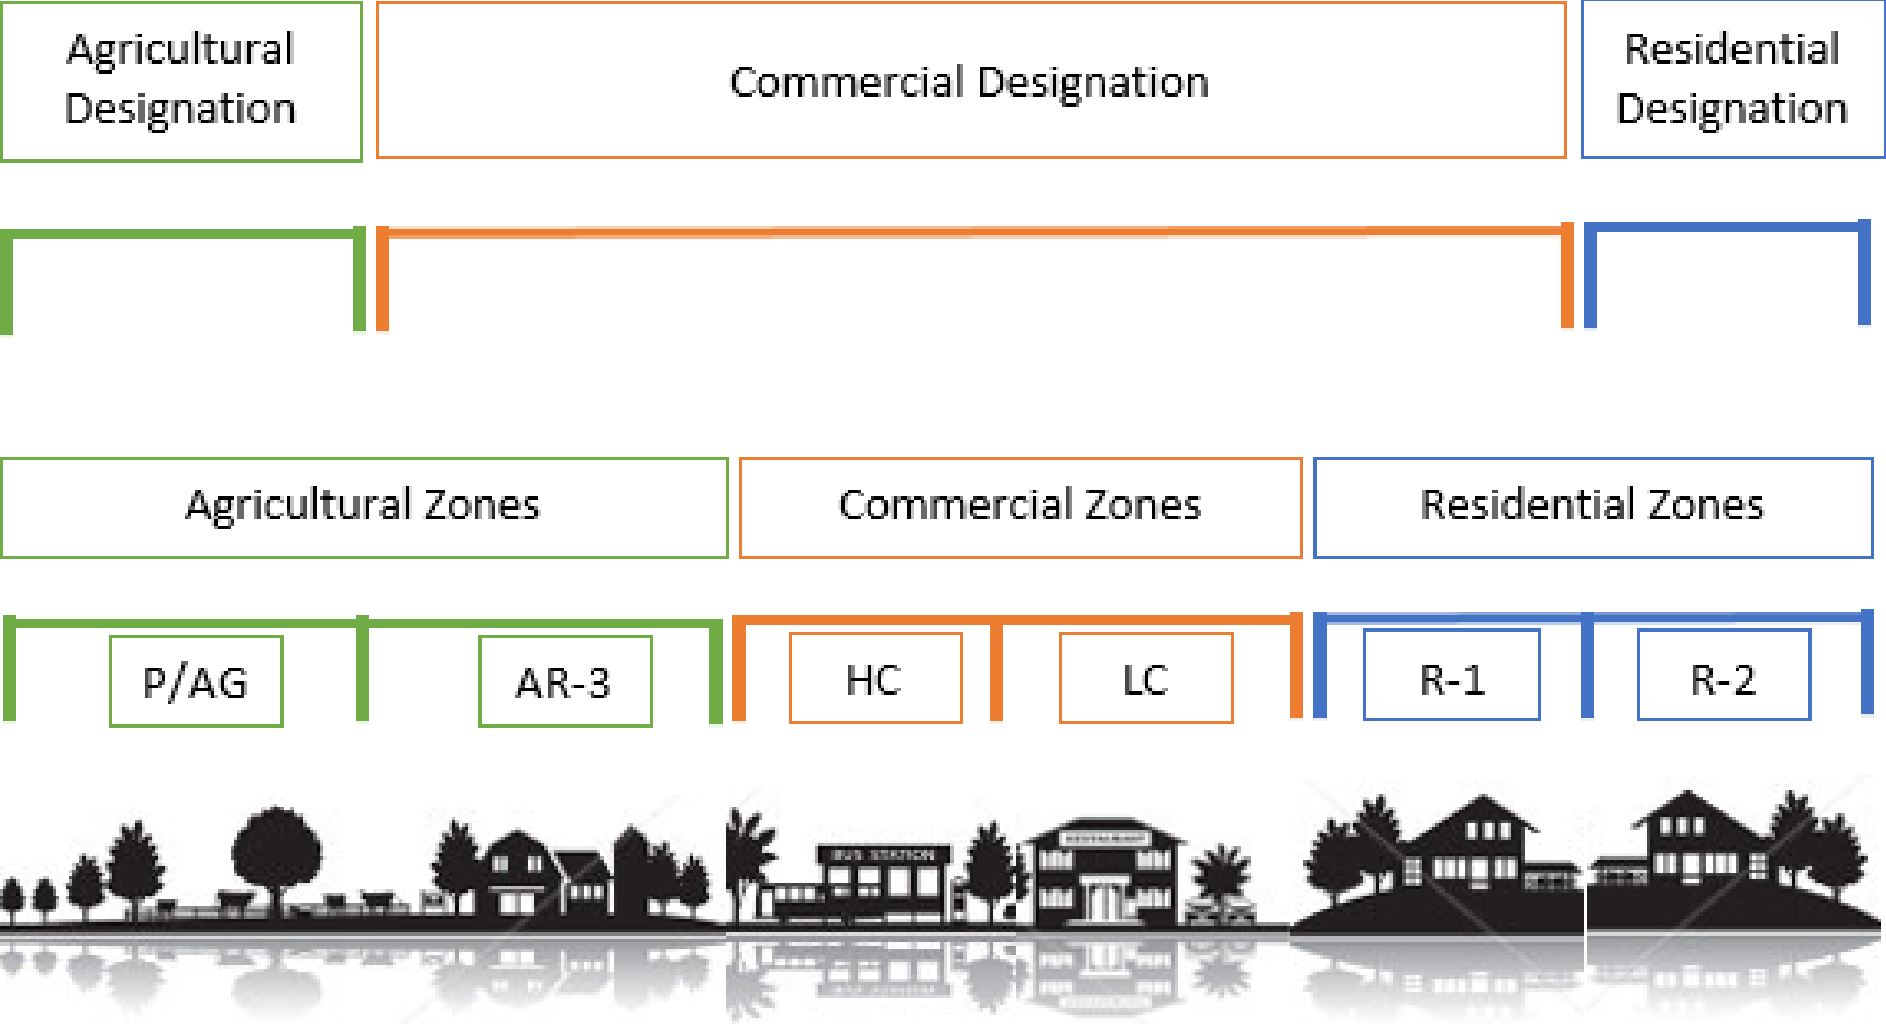 Agricultural
Designation
Commercial Designation
Residential
Designation
Agricultural Zones
Commercial Zones
Residential Zones
P/AG
AR-3
HC
LC
R-1
R-2
BUS STATION
RESTAURANT